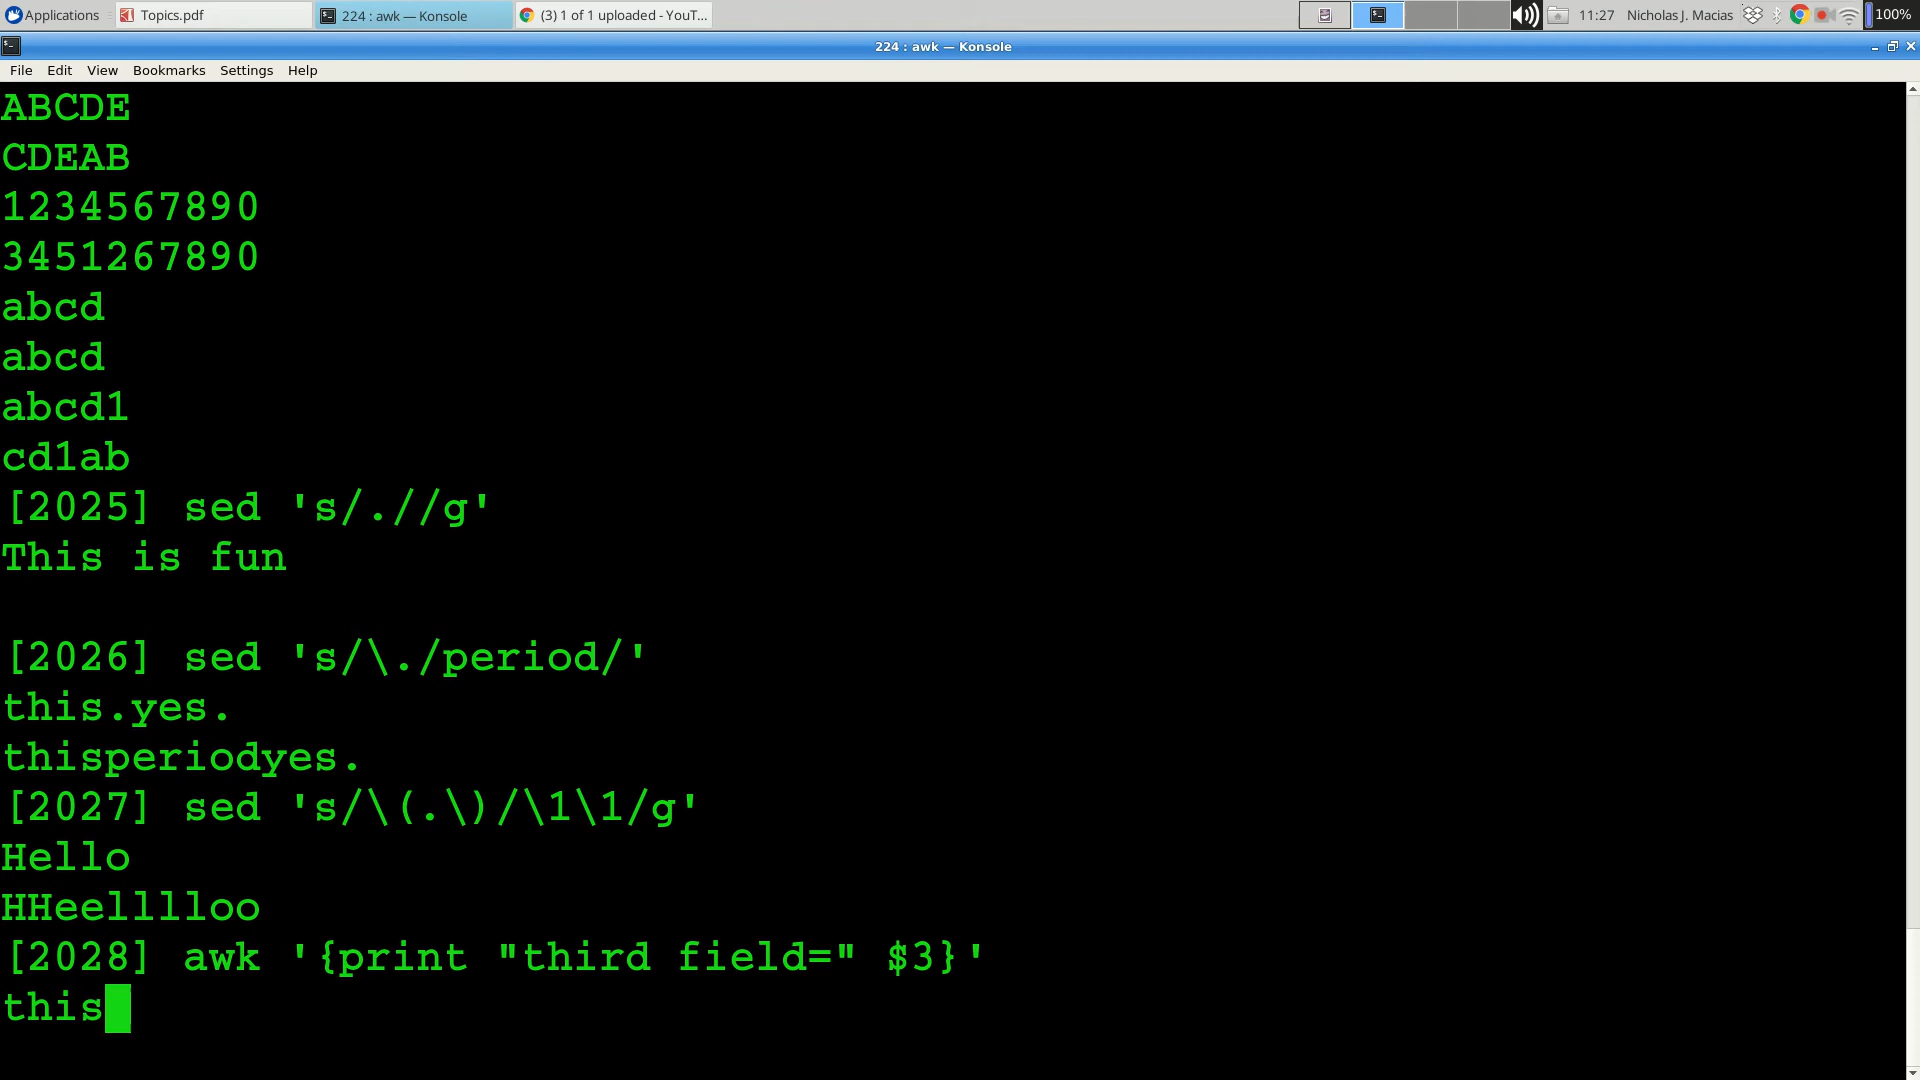 Applications Topics.pdf 224 : awk — Konsole (3) 1 of 1 uploaded - YouT... 11:27 Nicholas J. Macias 100%
224 : awk — Konsole
File Edit View Bookmarks Settings Help
ABCDE
CDEAB
1234567890
3451267890
abcd
abcd
abcd1
cd1ab
[2025] sed 's/.//g'
This is fun
[2026] sed 's/\./period/'
this.yes.
thisperiodyes.
[2027] sed 's/\(.\)/\1\1/g'
Hello
HHeelllloo
[2028] awk '{print "third field=" $3}'
this